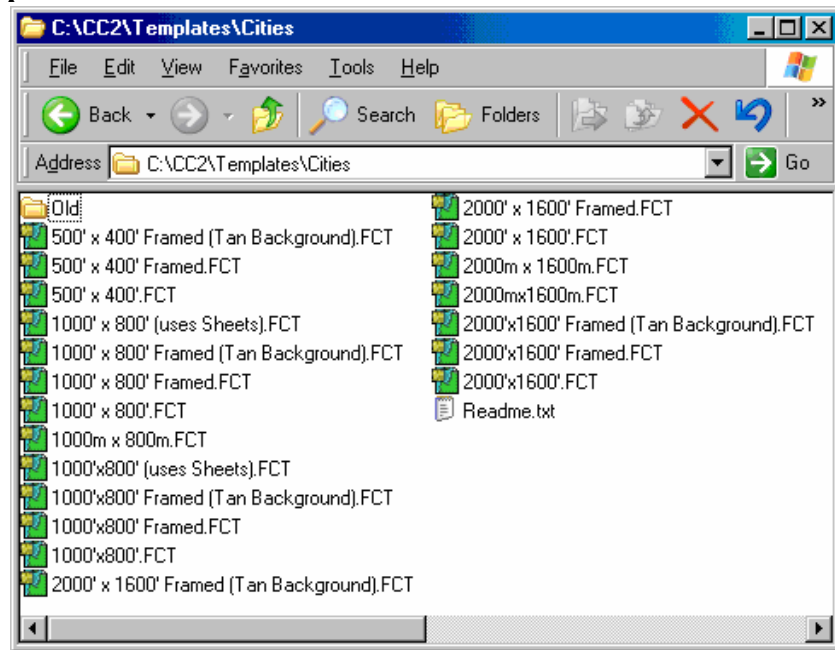 C:\CC2\Templates\Cities
File Edit View Favorites Tools Help
Back Search Folders »
Address C:\CC2\Templates\Cities Go
Old
500' x 400' Framed (Tan Background).FCT
500' x 400' Framed.FCT
500' x 400'.FCT
1000' x 800' (uses Sheets).FCT
1000' x 800' Framed (Tan Background).FCT
1000' x 800' Framed.FCT
1000' x 800'.FCT
1000m x 800m.FCT
1000'x800' (uses Sheets).FCT
1000'x800' Framed (Tan Background).FCT
1000'x800' Framed.FCT
1000'x800'.FCT
2000' x 1600' Framed (Tan Background).FCT
2000' x 1600' Framed.FCT
2000' x 1600'.FCT
2000m x 1600m.FCT
2000mx1600m.FCT
2000'x1600' Framed (Tan Background).FCT
2000'x1600' Framed.FCT
2000'x1600'.FCT
Readme.txt